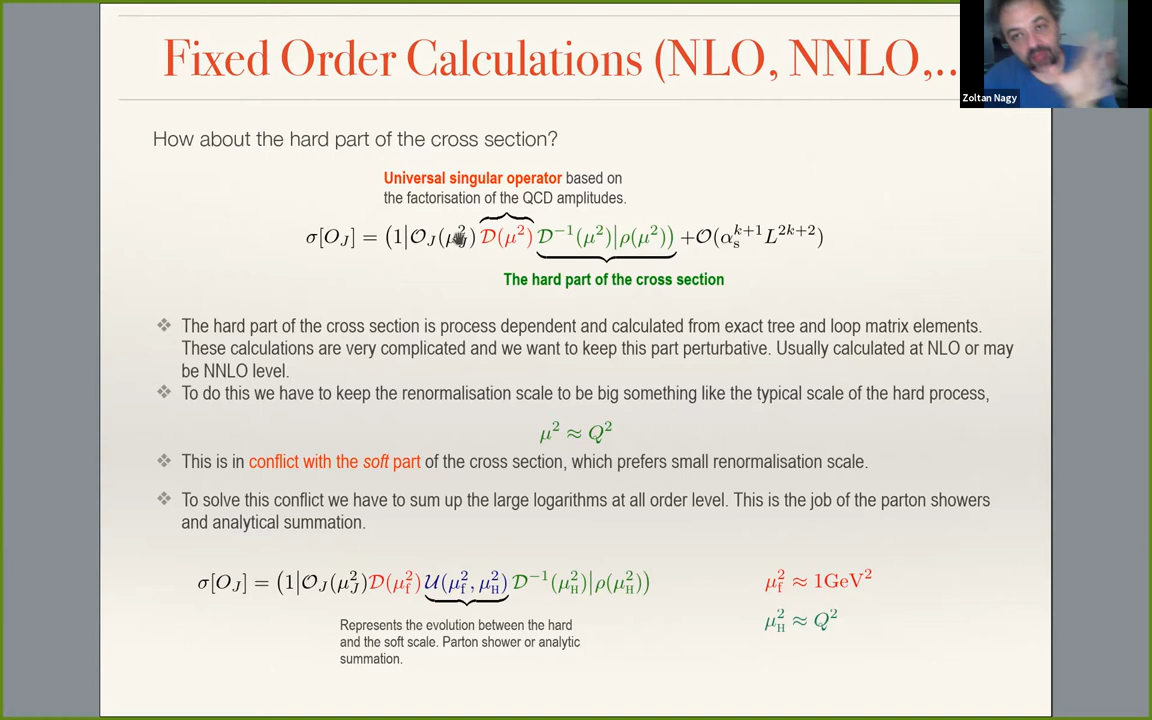 Fixed Order Calculations (NLO, NNLO,..
Zoltan Nagy
How about the hard part of the cross section?
Universal singular operator based on
the factorisation of the QCD amplitudes.
σ[O_J] = (1|𝒪_J(μ_J²) 𝒟(μ²) 𝒟⁻¹(μ²)|ρ(μ²)) +𝒪(α_s^{k+1} L^{2k+2})
The hard part of the cross section
❖ The hard part of the cross section is process dependent and calculated from exact tree and loop matrix elements.
These calculations are very complicated and we want to keep this part perturbative. Usually calculated at NLO or may
be NNLO level.
❖ To do this we have to keep the renormalisation scale to be big something like the typical scale of the hard process,
μ² ≈ Q²
❖ This is in conflict with the soft part of the cross section, which prefers small renormalisation scale.
❖ To solve this conflict we have to sum up the large logarithms at all order level. This is the job of the parton showers
and analytical summation.
σ[O_J] = (1|𝒪_J(μ_J²)𝒟(μ_f²) 𝒰(μ_f², μ_H²) 𝒟⁻¹(μ_H²)|ρ(μ_H²))
μ_f² ≈ 1GeV²
μ_H² ≈ Q²
Represents the evolution between the hard
and the soft scale. Parton shower or analytic
summation.